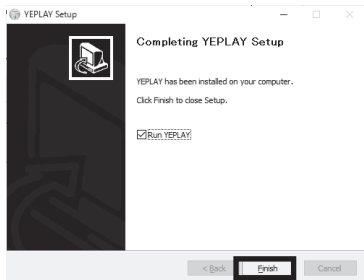 YEPLAY Setup
Completing YEPLAY Setup
YEPLAY has been installed on your computer.
Click Finish to close Setup.
Run YEPLAY
< Back
Finish
Cancel